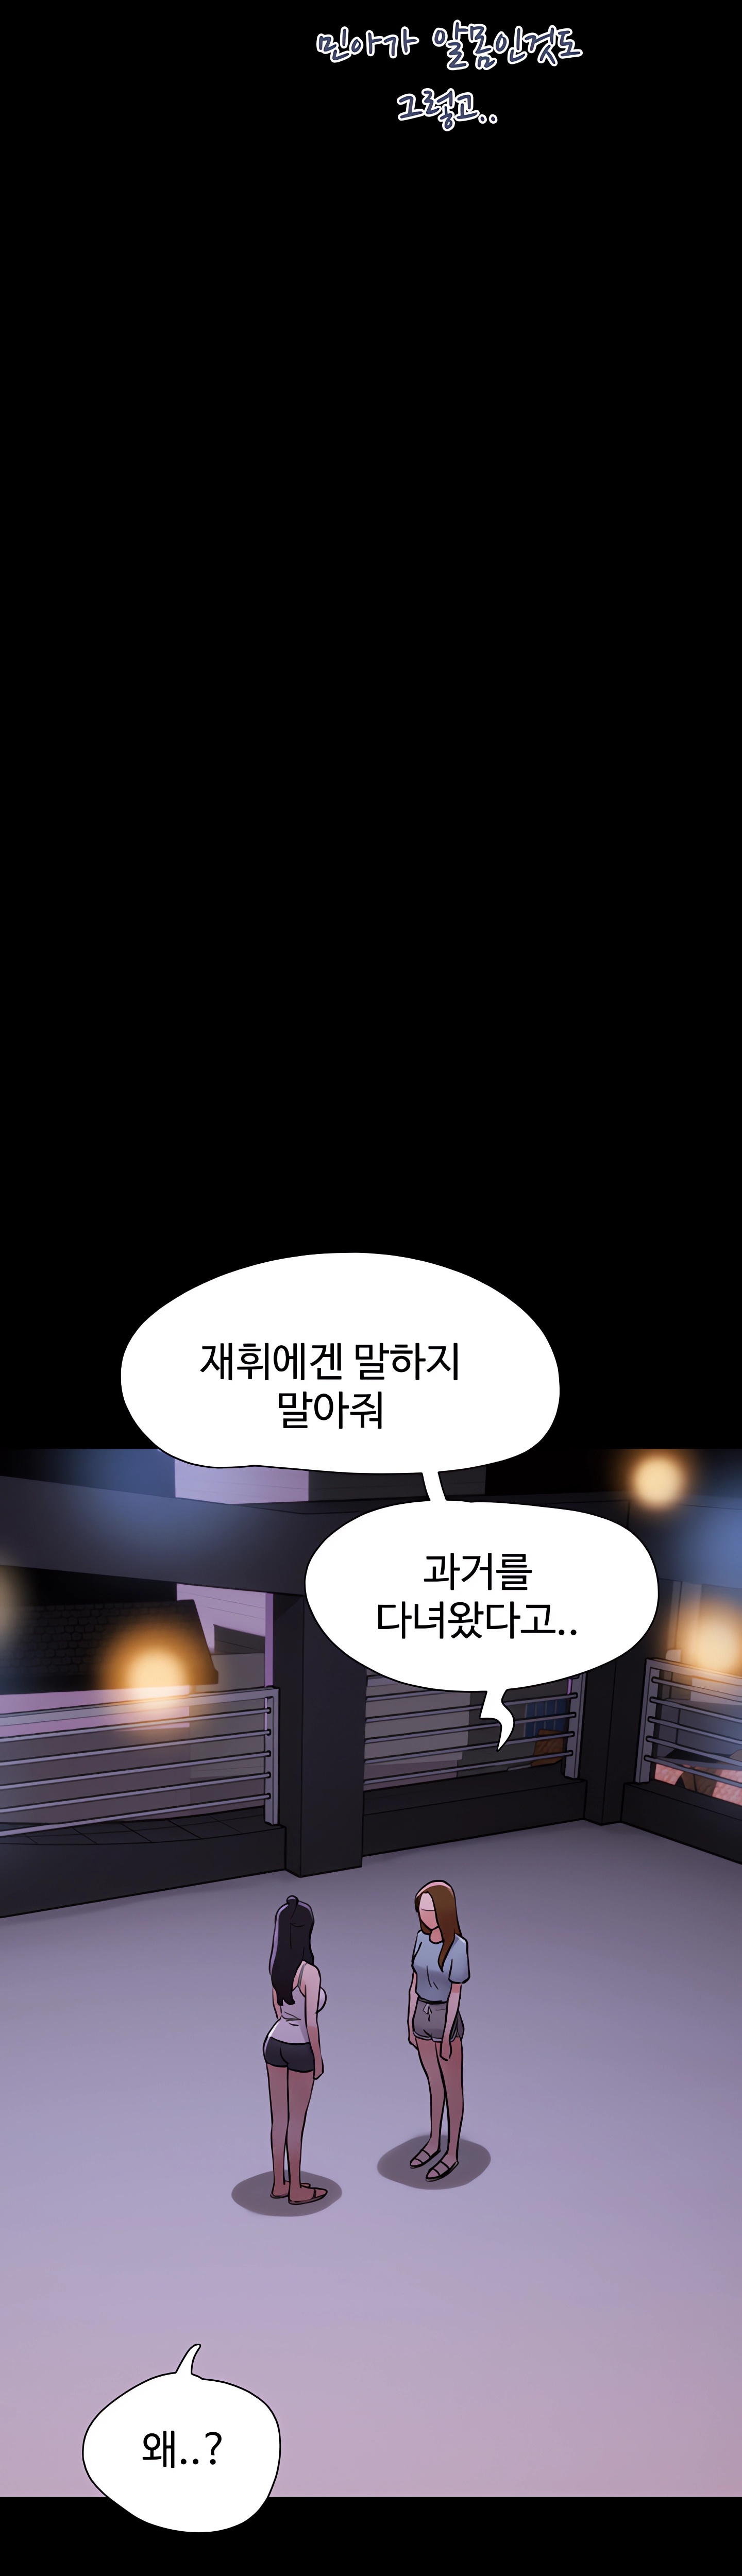 민아가 알몸인것도
그렇고..
재휘에겐 말하지
말아줘
과거를
다녀왔다고..
왜..?